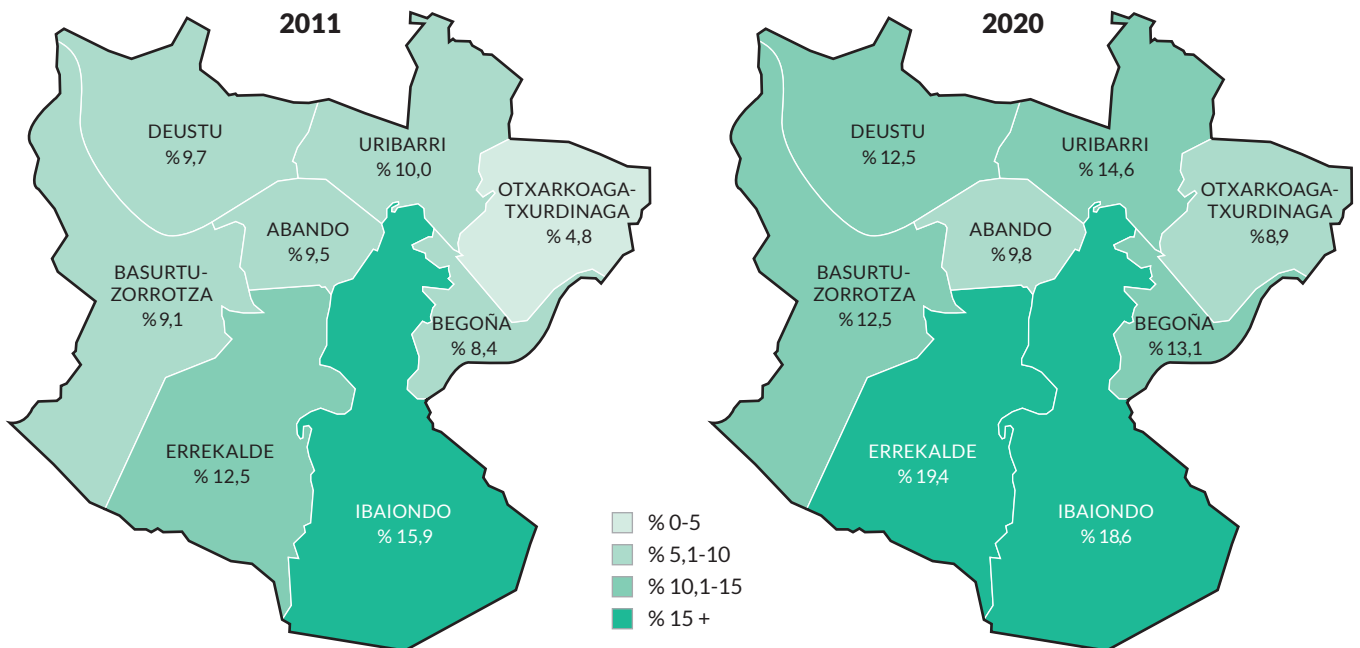 2011
DEUSTU
% 9,7
URIBARRI
% 10,0
OTXARKOAGA-
TXURDINAGA
% 4,8
ABANDO
% 9,5
BASURTU-
ZORROTZA
% 9,1
BEGOÑA
% 8,4
ERREKALDE
% 12,5
IBAIONDO
% 15,9
% 0-5
% 5,1-10
% 10,1-15
% 15 +
2020
DEUSTU
% 12,5
URIBARRI
% 14,6
OTXARKOAGA-
TXURDINAGA
%8,9
ABANDO
% 9,8
BASURTU-
ZORROTZA
% 12,5
BEGOÑA
% 13,1
ERREKALDE
% 19,4
IBAIONDO
% 18,6